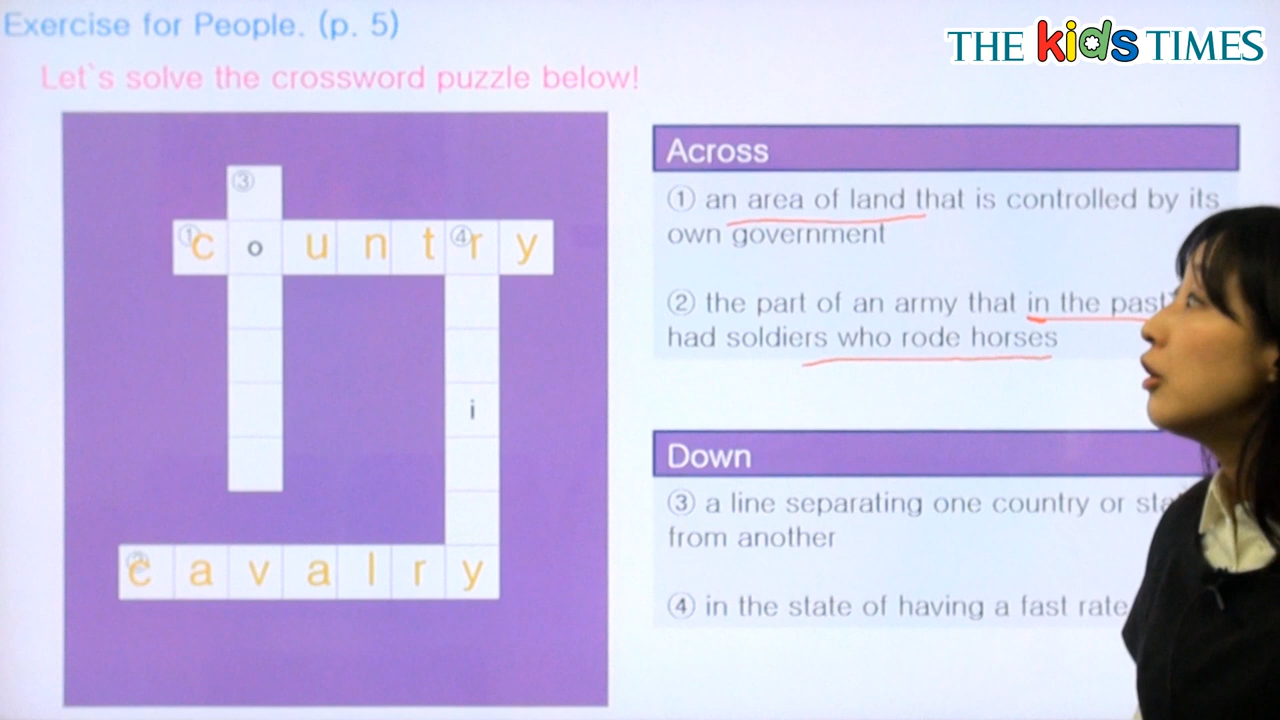 Exercise for People. (p. 5)
THE kids TIMES
Let`s solve the crossword puzzle below!
③
① c o u n t ④ r y
i
② c a v a l r y
Across
① an area of land that is controlled by its
own government
② the part of an army that in the past
had soldiers who rode horses
Down
③ a line separating one country or
from another
④ in the state of having a fast rate